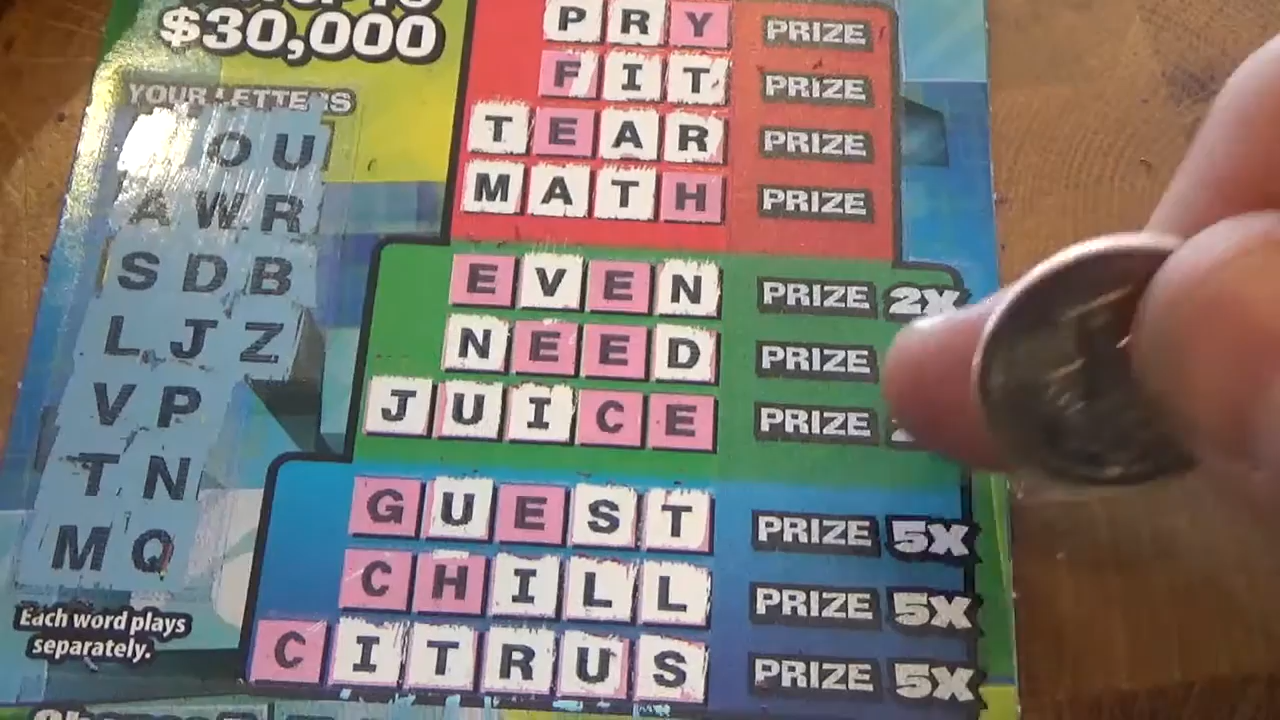 $30,000
YOUR LETTERS
O U
A W R
S D B
L J Z
V P
T N
M Q
Each word plays
separately.
PRY PRIZE
FIT PRIZE
TEAR PRIZE
MATH PRIZE
EVEN PRIZE 2X
NEED PRIZE
JUICE PRIZE
GUEST PRIZE 5X
CHILL PRIZE 5X
CITRUS PRIZE 5X